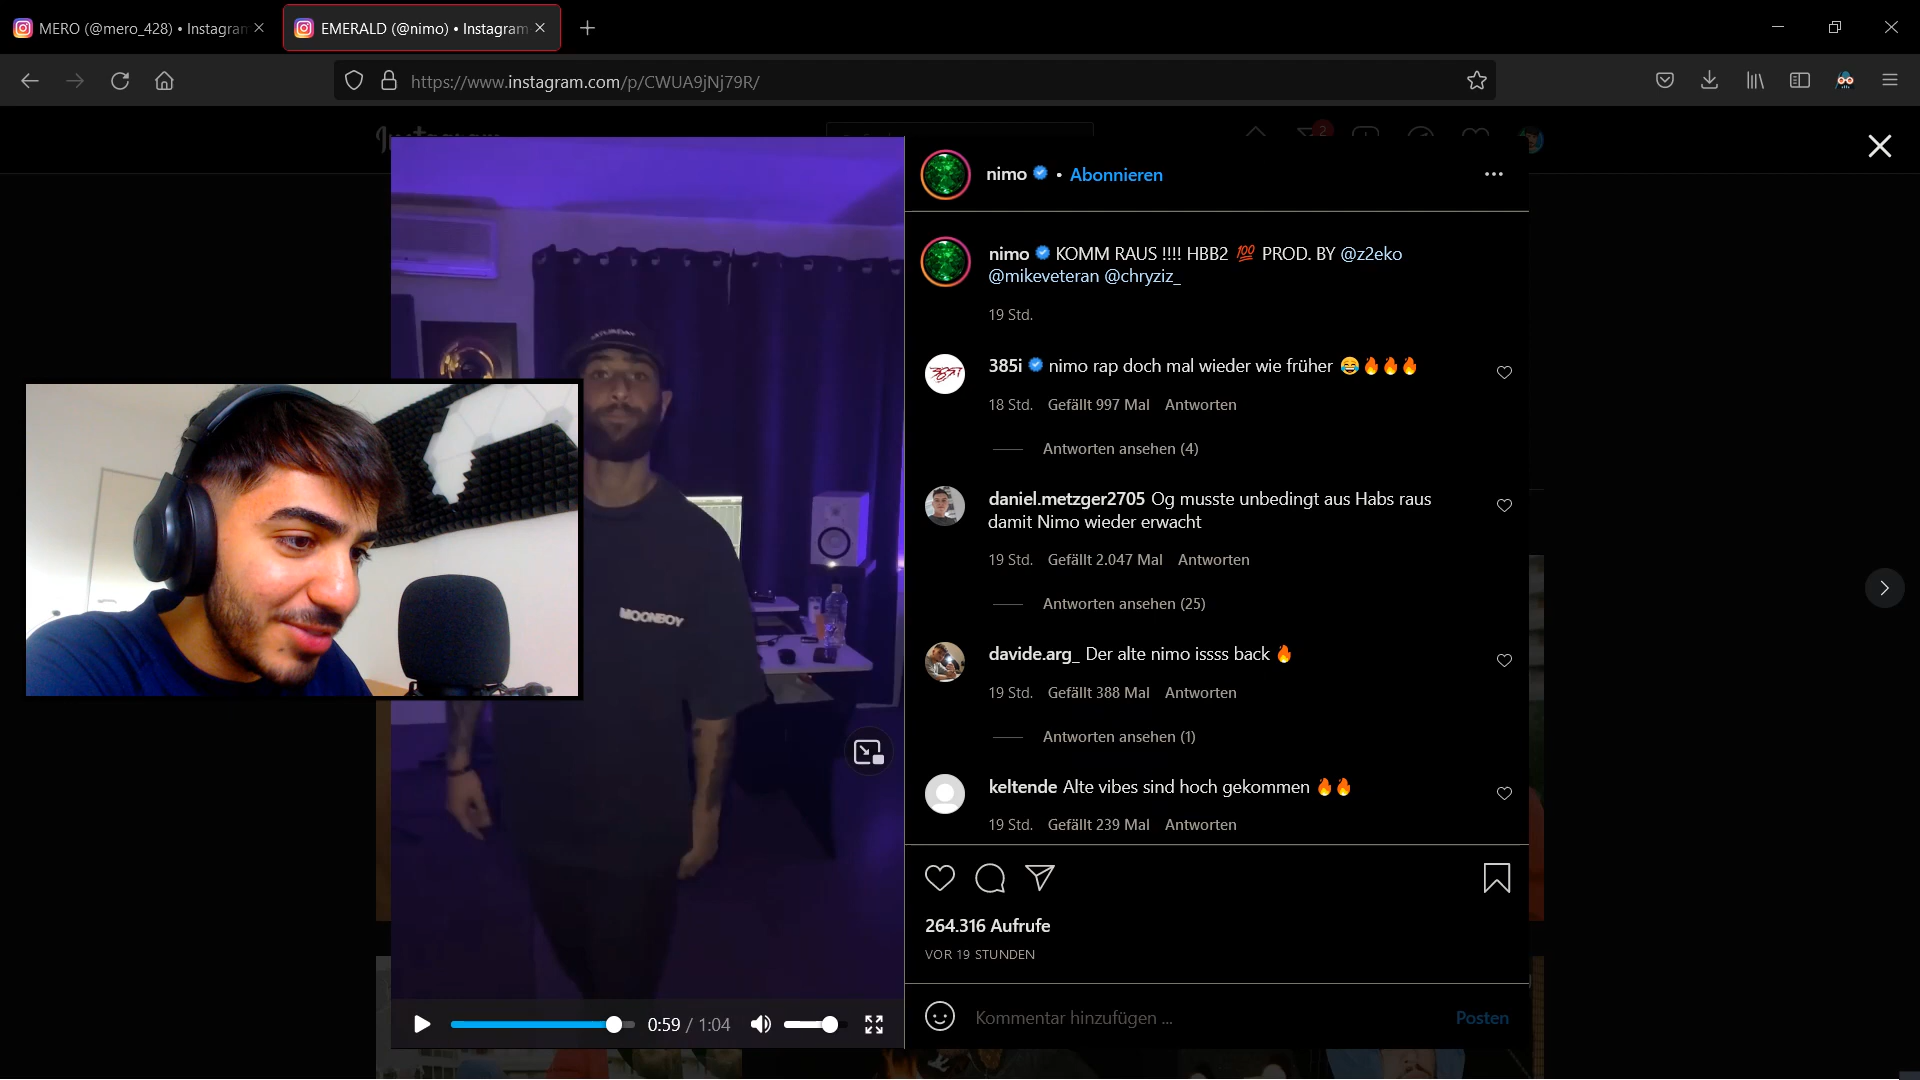 MERO (@mero_428) • Instagram
EMERALD (@nimo) • Instagram
https://www.instagram.com/p/CWUA9jNj79R/
Instagram
2
nimo • Abonnieren
nimo KOMM RAUS !!!! HBB2 💯 PROD. BY @z2eko
@mikeveteran @chryziz_
19 Std.
385i nimo rap doch mal wieder wie früher 😂🔥🔥🔥
18 Std. Gefällt 997 Mal Antworten
Antworten ansehen (4)
daniel.metzger2705 Og musste unbedingt aus Habs raus
damit Nimo wieder erwacht
19 Std. Gefällt 2.047 Mal Antworten
Antworten ansehen (25)
davide.arg_ Der alte nimo issss back 🔥
19 Std. Gefällt 388 Mal Antworten
Antworten ansehen (1)
keltende Alte vibes sind hoch gekommen 🔥🔥
19 Std. Gefällt 239 Mal Antworten
264.316 Aufrufe
VOR 19 STUNDEN
Kommentar hinzufügen ...
Posten
SATURDAY
MOONBOY
0:59 / 1:04